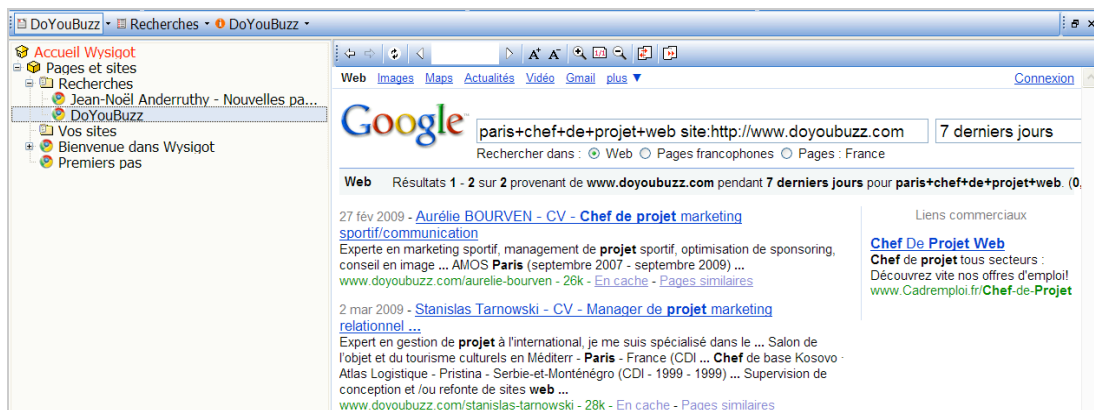 DoYouBuzz Recherches DoYouBuzz
Accueil Wysigot
Pages et sites
Recherches
Jean-Noël Anderruthy - Nouvelles pa...
DoYouBuzz
Vos sites
Bienvenue dans Wysigot
Premiers pas
A+ A-
Web Images Maps Actualités Vidéo Gmail plus ▼ Connexion
Google
paris+chef+de+projet+web site:http://www.doyoubuzz.com 7 derniers jours
Rechercher dans : Web Pages francophones Pages : France
Web Résultats 1 - 2 sur 2 provenant de www.doyoubuzz.com pendant 7 derniers jours pour paris+chef+de+projet+web. (0,
27 fév 2009 - Aurélie BOURVEN - CV - Chef de projet marketing
sportif/communication
Experte en marketing sportif, management de projet sportif, optimisation de sponsoring,
conseil en image ... AMOS Paris (septembre 2007 - septembre 2009) ...
www.doyoubuzz.com/aurelie-bourven - 26k - En cache - Pages similaires
2 mar 2009 - Stanislas Tarnowski - CV - Manager de projet marketing
relationnel ...
Expert en gestion de projet à l'international, je me suis spécialisé dans le ... Salon de
l'objet et du tourisme culturels en Méditerr - Paris - France (CDI ... Chef de base Kosovo -
Atlas Logistique - Pristina - Serbie-et-Monténégro (CDI - 1999 - 1999) ... Supervision de
conception et /ou refonte de sites web ...
www.doyoubuzz.com/stanislas-tarnowski - 28k - En cache - Pages similaires
Liens commerciaux
Chef De Projet Web
Chef de projet tous secteurs :
Découvrez vite nos offres d'emploi!
www.Cadremploi.fr/Chef-de-Projet